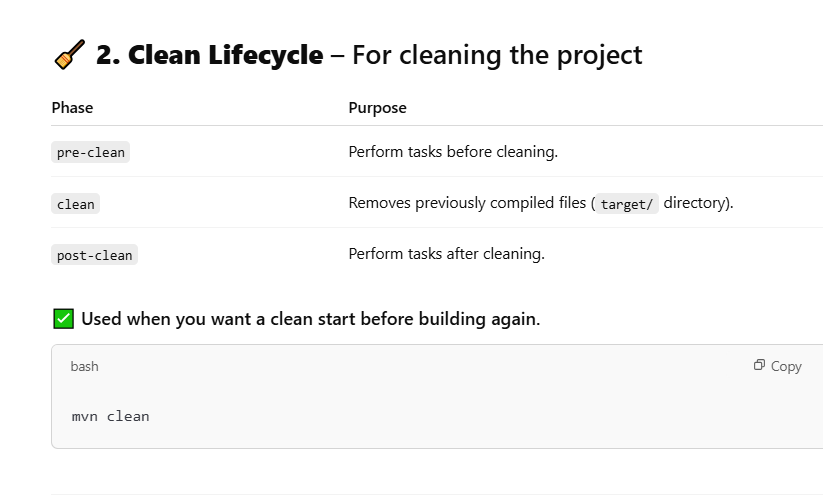 🧹 2. Clean Lifecycle – For cleaning the project
Phase Purpose
pre-clean Perform tasks before cleaning.
clean Removes previously compiled files (target/ directory).
post-clean Perform tasks after cleaning.
✅ Used when you want a clean start before building again.
bash Copy
mvn clean